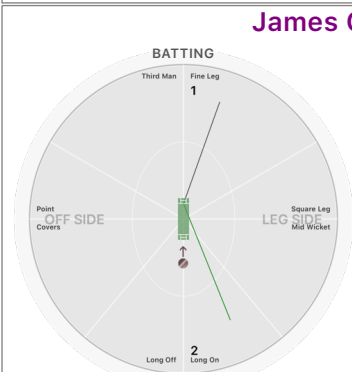 James
BATTING
Third Man
Fine Leg
1
Point
OFF SIDE
Covers
Square Leg
LEG SIDE
Mid Wicket
2
Long Off
Long On